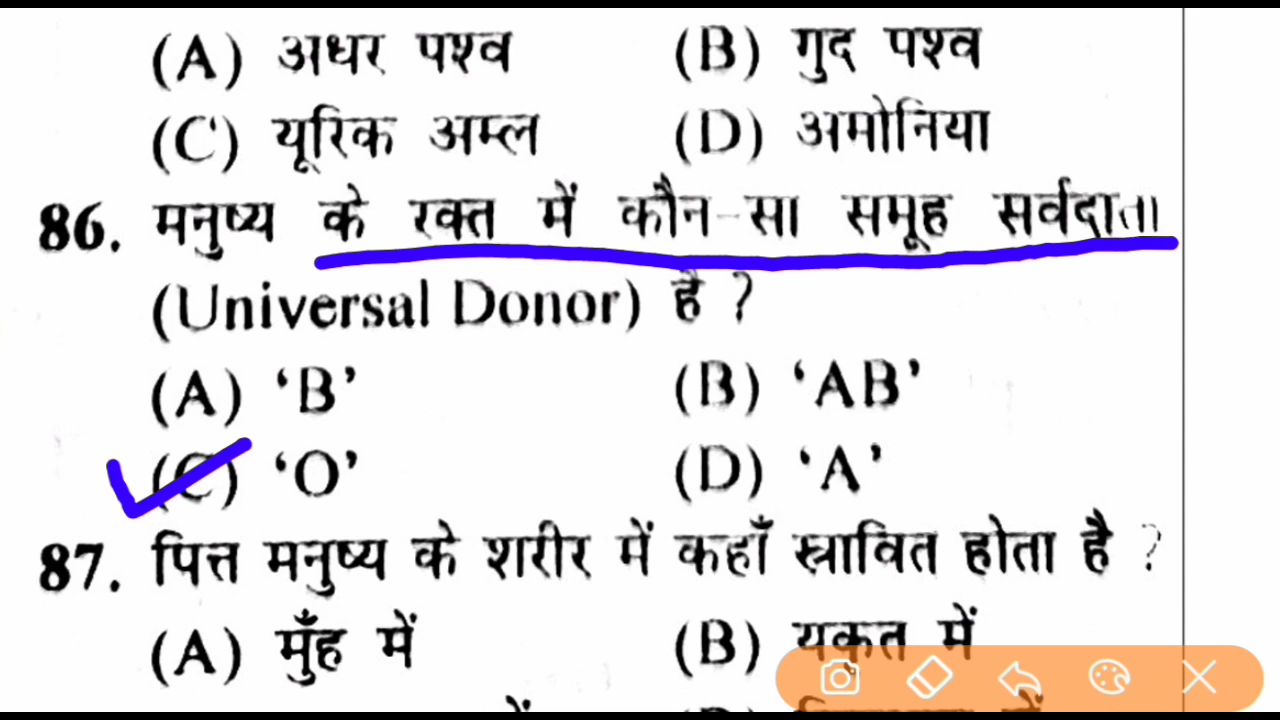 (A) अधर पश्व (B) गुद पश्व
(C) यूरिक अम्ल (D) अमोनिया
86. मनुष्य के रक्त में कौन-सा समूह सर्वदाता
(Universal Donor) है ?
(A) ‘B’ (B) ‘AB’
(C) ‘O’ (D) ‘A’
87. पित्त मनुष्य के शरीर में कहाँ स्रावित होता है ?
(A) मुँह में (B) यकृत में